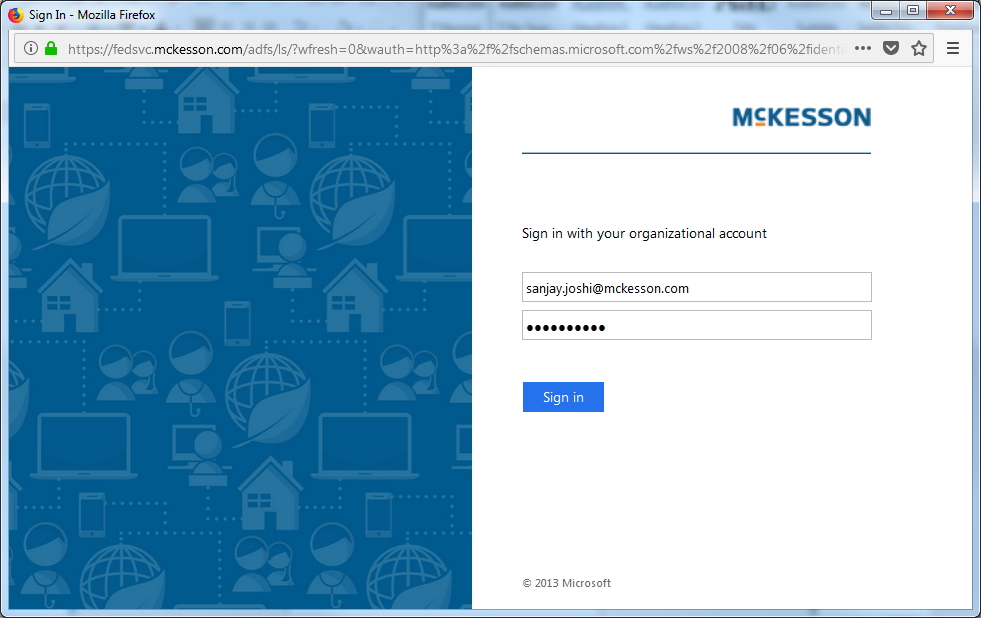 Sign In - Mozilla Firefox
https://fedsvc.mckesson.com/adfs/ls/?wfresh=0&wauth=http%3a%2f%2fschemas.microsoft.com%2fws%2f2008%2f06%2fidenti
MCKESSON
Sign in with your organizational account
sanjay.joshi@mckesson.com
●●●●●●●●●●
Sign in
© 2013 Microsoft